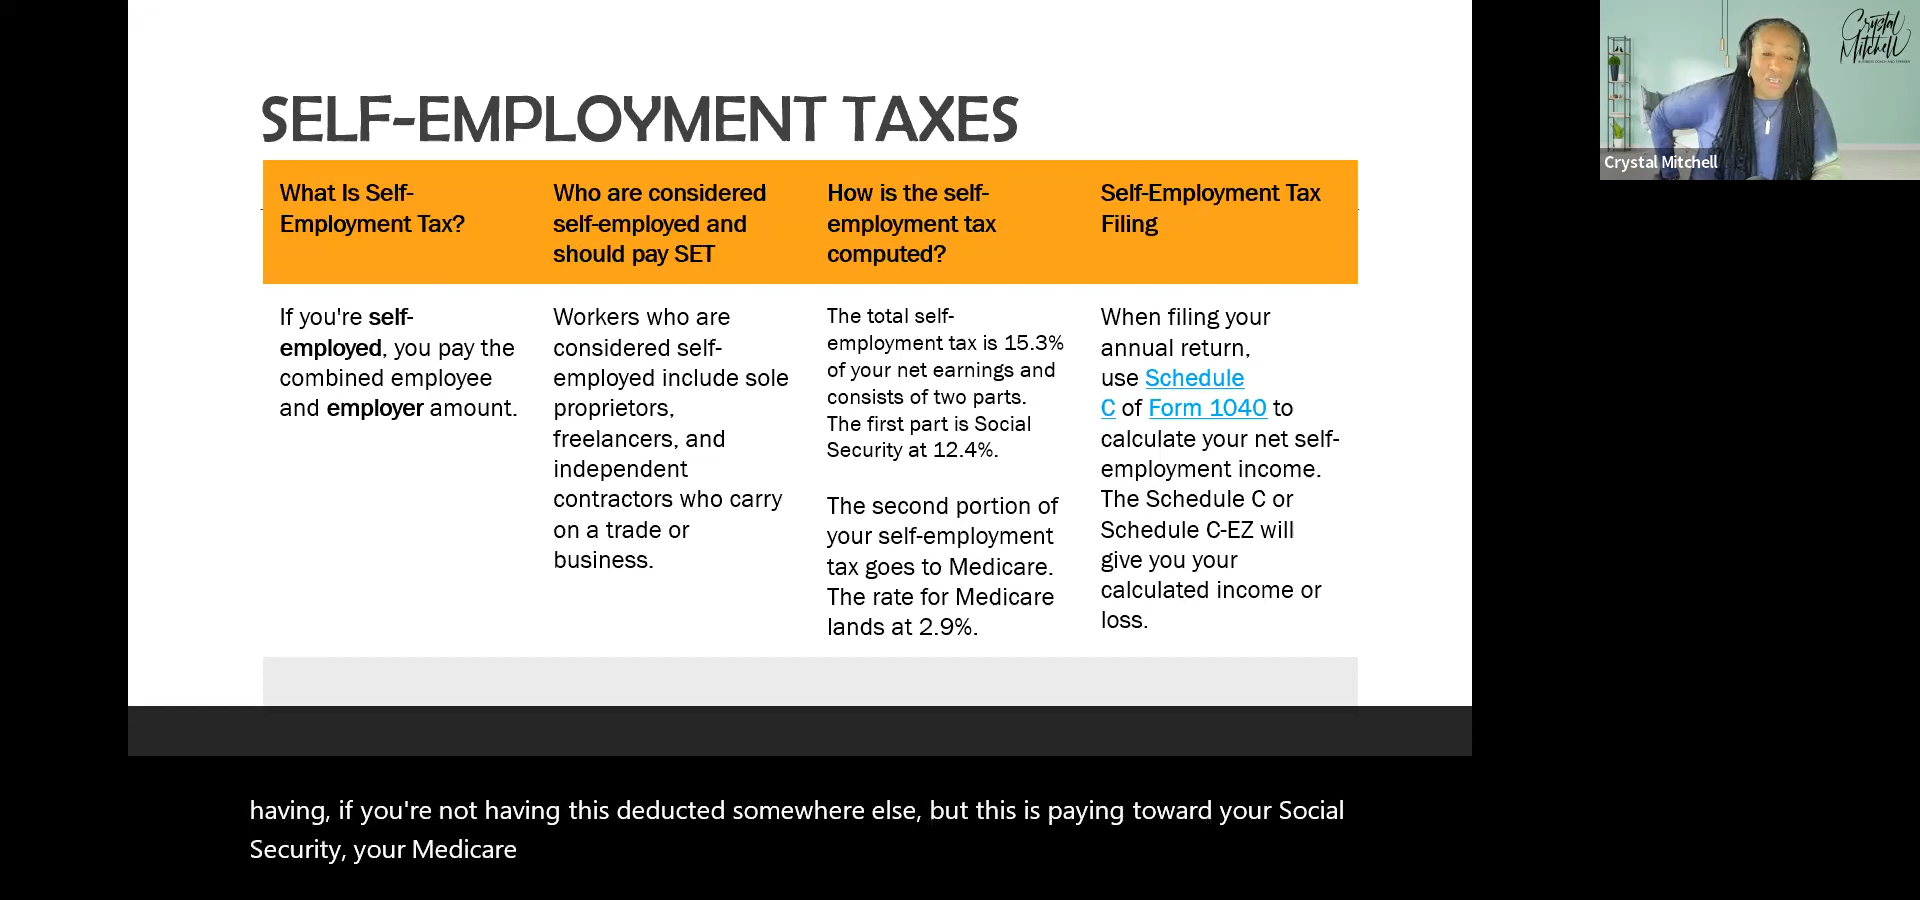 SELF-EMPLOYMENT TAXES
What Is Self-
Employment Tax?
Who are considered
self-employed and
should pay SET
How is the self-
employment tax
computed?
Self-Employment Tax
Filing
If you're self-
employed, you pay the
combined employee
and employer amount.
Workers who are
considered self-
employed include sole
proprietors,
freelancers, and
independent
contractors who carry
on a trade or
business.
The total self-
employment tax is 15.3%
of your net earnings and
consists of two parts.
The first part is Social
Security at 12.4%.
The second portion of
your self-employment
tax goes to Medicare.
The rate for Medicare
lands at 2.9%.
When filing your
annual return,
use Schedule
C of Form 1040 to
calculate your net self-
employment income.
The Schedule C or
Schedule C-EZ will
give you your
calculated income or
loss.
Crystal
Mitchell
Crystal Mitchell
having, if you're not having this deducted somewhere else, but this is paying toward your Social
Security, your Medicare